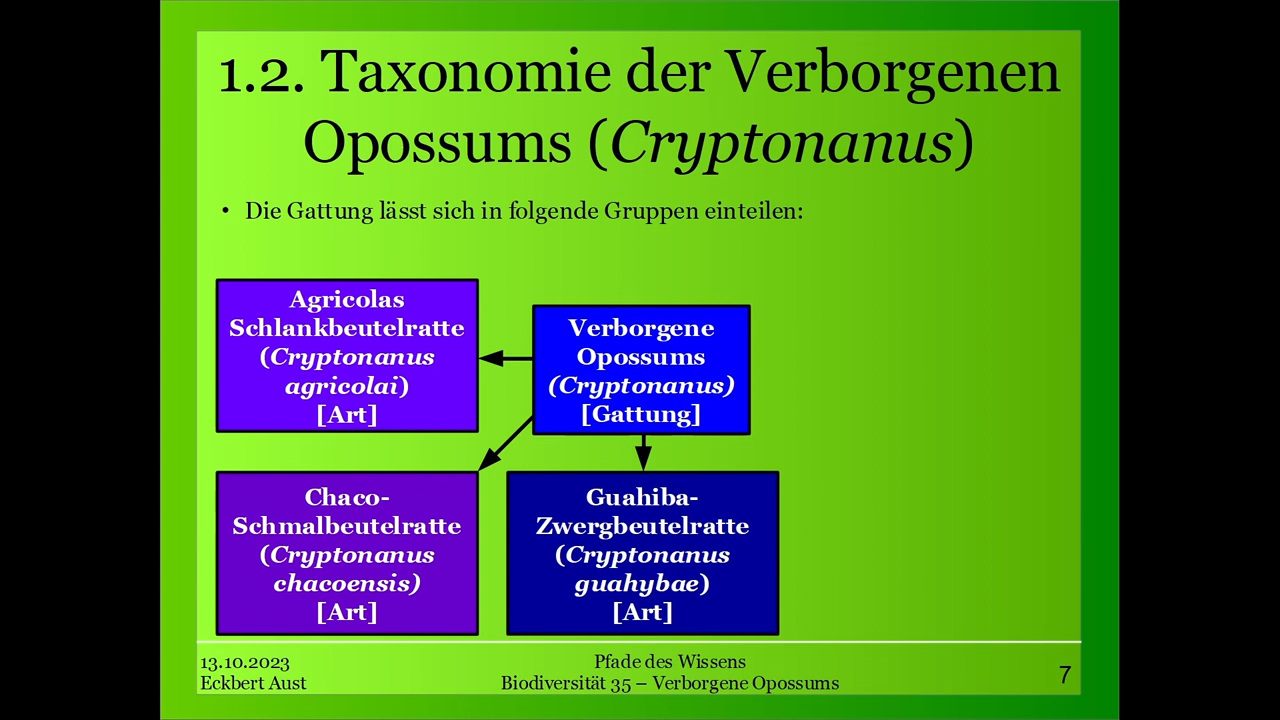 1.2. Taxonomie der Verborgenen
Opossums (Cryptonanus)
• Die Gattung lässt sich in folgende Gruppen einteilen:
Agricolas
Schlankbeutelratte
(Cryptonanus
agricolai)
[Art]
Verborgene
Opossums
(Cryptonanus)
[Gattung]
Chaco-
Schmalbeutelratte
(Cryptonanus
chacoensis)
[Art]
Guahiba-
Zwergbeutelratte
(Cryptonanus
guahybae)
[Art]
13.10.2023
Eckbert Aust
Pfade des Wissens
Biodiversität 35 – Verborgene Opossums
7